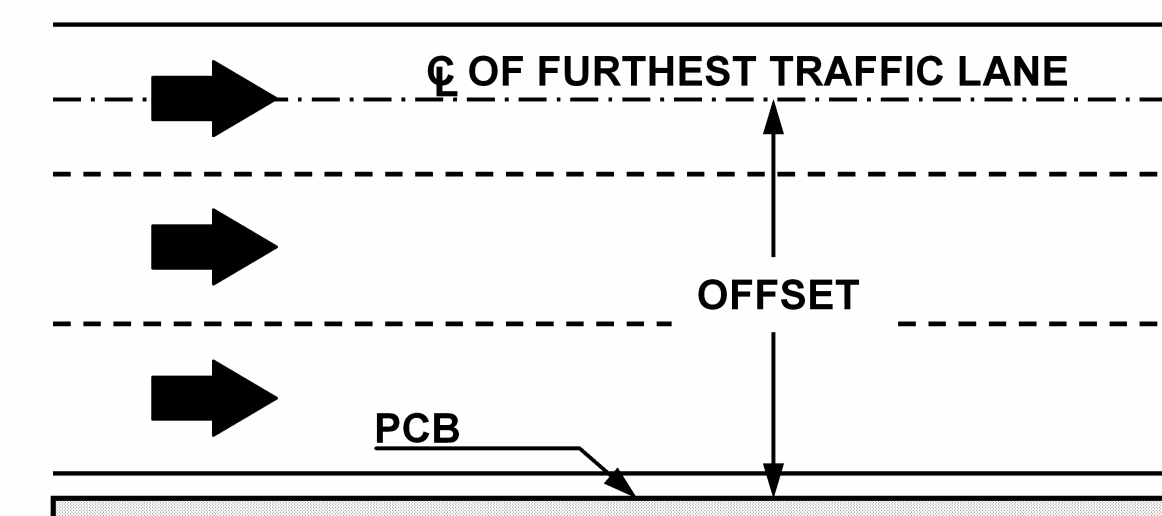 ℄ OF FURTHEST TRAFFIC LANE
OFFSET
PCB